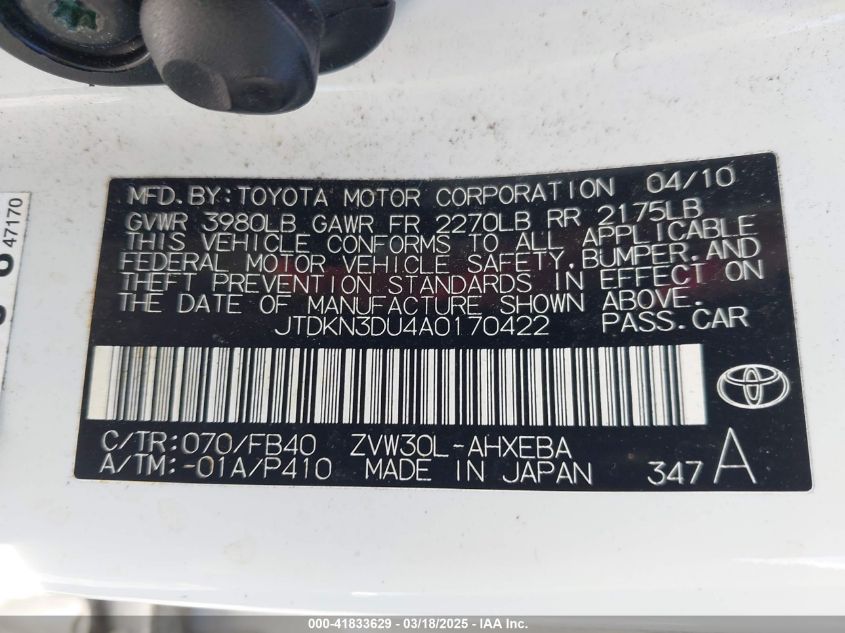 MFD.BY:TOYOTA MOTOR CORPORATION 04/10
GVWR 3980LB GAWR FR 2270LB RR 2175LB
THIS VEHICLE CONFORMS TO ALL APPLICABLE
FEDERAL MOTOR VEHICLE SAFETY,BUMPER,AND
THEFT PREVENTION STANDARDS IN EFFECT ON
THE DATE OF MANUFACTURE SHOWN ABOVE.
JTDKN3DU4A0170422 PASS.CAR
C/TR:070/FB40 ZVW30L-AHXEBA
A/TM:-01A/P410 MADE IN JAPAN 347 A
47170
000-41833629 - 03/18/2025 - IAA Inc.